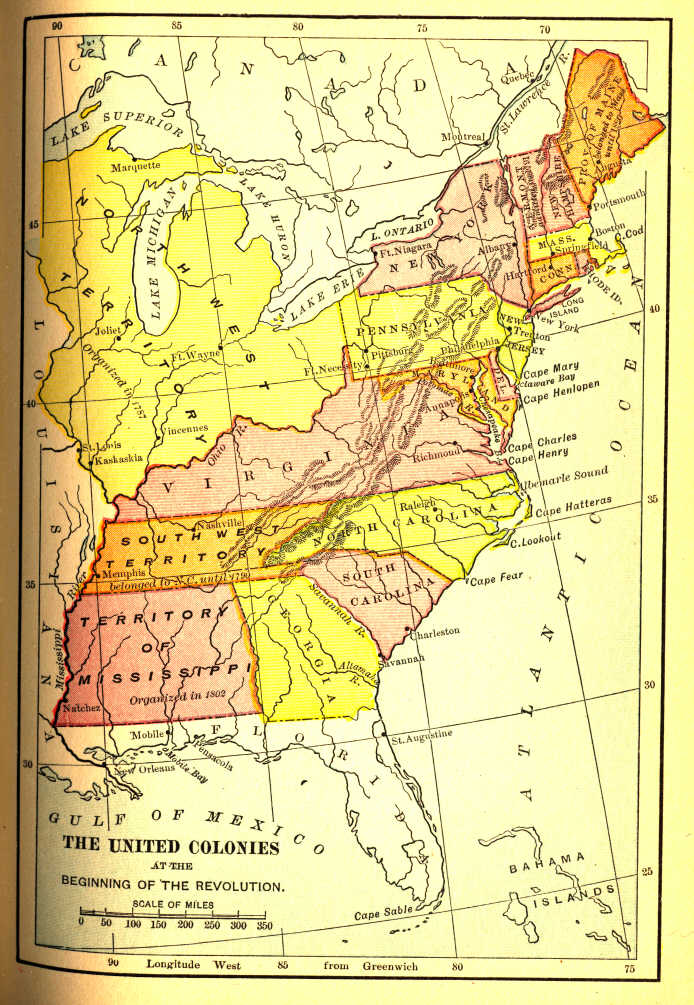 90 85 80 75 70
CANADA
Quebec
St. Lawrence R.
LAKE SUPERIOR
Montreal
PROV. OF MAINE
Belonged to Mass.
Augusta
Marquette
LAKE HURON
LAKE MICHIGAN
VERMONT
NEW HAMPSHIRE
Portsmouth
45
L. ONTARIO
Ft. Niagara
NEW YORK
Albany
MASS.
Boston
Springfield
C. Cod
Hartford
CONN.
RHODE ID.
LAKE ERIE
LONG
ISLAND
40
NORTHWEST
TERRITORY
Organized in 1787
Joliet
Ft. Wayne
PENNSYLVANIA
Pittsburg
Ft. Necessity
Philadelphia
Trenton
New York
NEW
JERSEY
Cape May
Delaware Bay
Cape Henlopen
MARYLAND
Baltimore
DEL.
Annapolis
Potomac R.
Chesapeake
40
St. Louis
Kaskaskia
Vincennes
Ohio R.
VIRGINIA
Richmond
Cape Charles
Cape Henry
Albemarle Sound
35
LOUISIANA
Nashville
SOUTH WEST
TERRITORY
Memphis
belonged to N.C. until 1790
NORTH CAROLINA
Raleigh
Cape Hatteras
C. Lookout
Cape Fear
35
Mississippi River
TERRITORY
OF
MISSISSIPPI
Organized in 1802
Natchez
GEORGIA
Savannah R.
SOUTH
CAROLINA
Charleston
Savannah
Altamaha
R.
30
ATLANTIC OCEAN
Mobile
Pensacola
Mobile Bay
New Orleans
FLORIDA
St. Augustine
30
GULF OF MEXICO
THE UNITED COLONIES
AT THE
BEGINNING OF THE REVOLUTION.
SCALE OF MILES
0 50 100 150 200 250 300 350
Cape Sable
BAHAMA
ISLANDS
25
90 Longitude West 85 from Greenwich 80 75